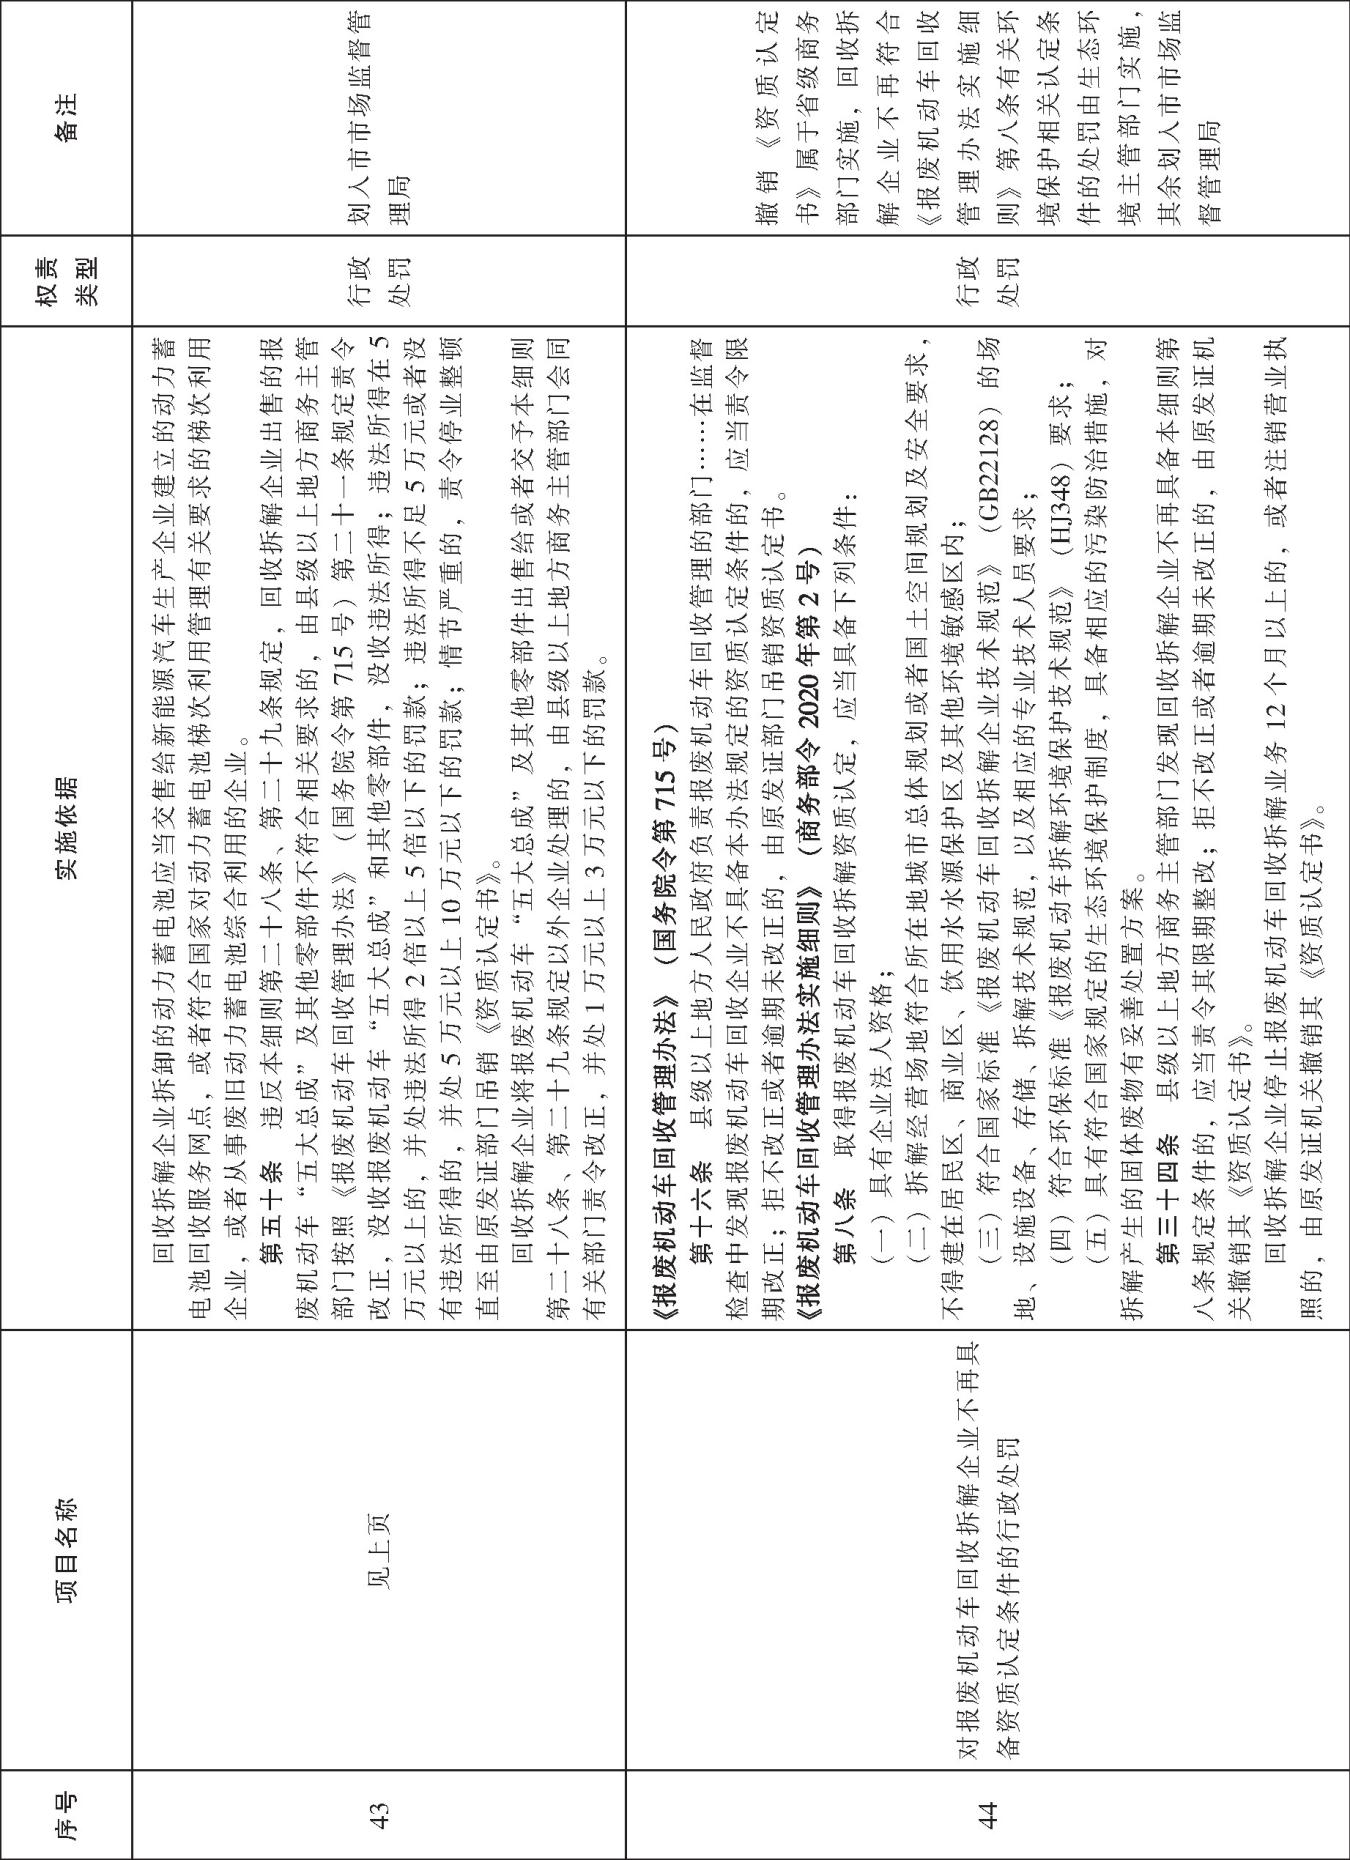 序号
项目名称
实施依据
权责
类型
备注
43
见上页
回收拆解企业拆卸的动力蓄电池应当交售给新能源汽车生产企业建立的动力蓄
电池回收服务网点，或者符合国家对动力蓄电池梯次利用管理有关要求的梯次利用
企业，或者从事废旧动力蓄电池综合利用的企业。
第五十条　违反本细则第二十八条、第二十九条规定，回收拆解企业出售的报
废机动车“五大总成”及其他零部件不符合相关要求的，由县级以上地方商务主管
部门按照《报废机动车回收管理办法》（国务院令第 715 号）第二十一条规定责令
改正，没收报废机动车“五大总成”和其他零部件，没收违法所得；违法所得在 5
万元以上的，并处违法所得 2 倍以上 5 倍以下的罚款；违法所得不足 5 万元或者没
有违法所得的，并处 5 万元以上 10 万元以下的罚款；情节严重的，责令停业整顿
直至由原发证部门吊销《资质认定书》。
回收拆解企业将报废机动车“五大总成”及其他零部件出售给或者交予本细则
第二十八条、第二十九条规定以外企业处理的，由县级以上地方商务主管部门会同
有关部门责令改正，并处 1 万元以上 3 万元以下的罚款。
行政
处罚
划入市市场监督管
理局
44
对报废机动车回收拆解企业不再具
备资质认定条件的行政处罚
《报废机动车回收管理办法》（国务院令第 715 号）
第十六条　县级以上地方人民政府负责报废机动车回收管理的部门……在监督
检查中发现报废机动车回收企业不具备本办法规定的资质认定条件的，应当责令限
期改正；拒不改正或者逾期未改正的，由原发证部门吊销资质认定书。
《报废机动车回收管理办法实施细则》（商务部令 2020 年第 2 号）
第八条　取得报废机动车回收拆解资质认定，应当具备下列条件：
（一）具有企业法人资格；
（二）拆解经营场地符合所在地城市总体规划或者国土空间规划及安全要求，
不得建在居民区、商业区、饮用水水源保护区及其他环境敏感区内；
（三）符合国家标准《报废机动车回收拆解企业技术规范》（GB22128）的场
地、设施设备、存储、拆解技术规范，以及相应的专业技术人员要求；
（四）符合环保标准《报废机动车拆解环境保护技术规范》（HJ348）要求；
（五）具有符合国家规定的生态环境保护制度，具备相应的污染防治措施，对
拆解产生的固体废物有妥善处置方案。
第三十四条　县级以上地方商务主管部门发现回收拆解企业不再具备本细则第
八条规定条件的，应当责令其限期整改；拒不改正或者逾期未改正的，由原发证机
关撤销其《资质认定书》。
回收拆解企业停止报废机动车回收拆解业务 12 个月以上的，或者注销营业执
照的，由原发证机关撤销其《资质认定书》。
行政
处罚
撤销《资质认定
书》属于省级商务
部门实施，回收拆
解企业不再符合
《报废机动车回收
管理办法实施细
则》第八条有关环
境保护相关认定条
件的处罚由生态环
境主管部门实施，
其余划入市市场监
督管理局